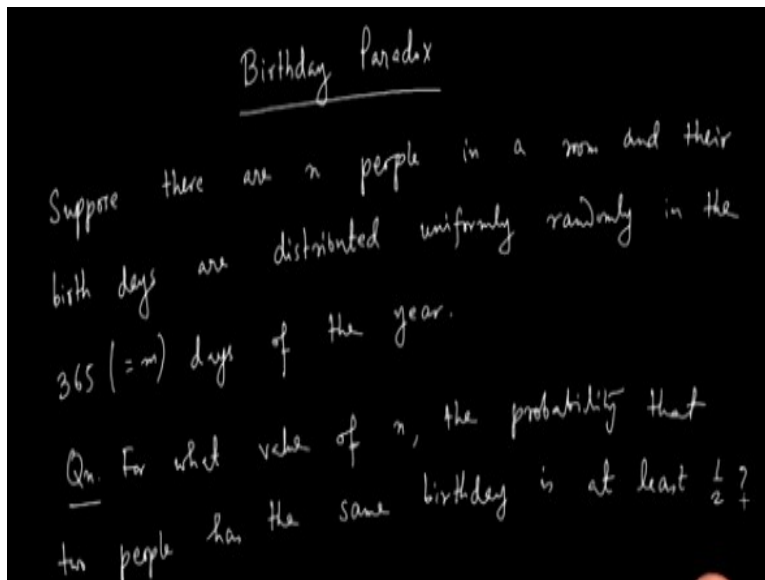 Birthday Paradox
Suppose there are n people in a room and their
birth days are distributed uniformly randomly in the
365 (= m) days of the year.
Qn. For what value of n, the probability that
two people has the same birthday is at least 1/2?